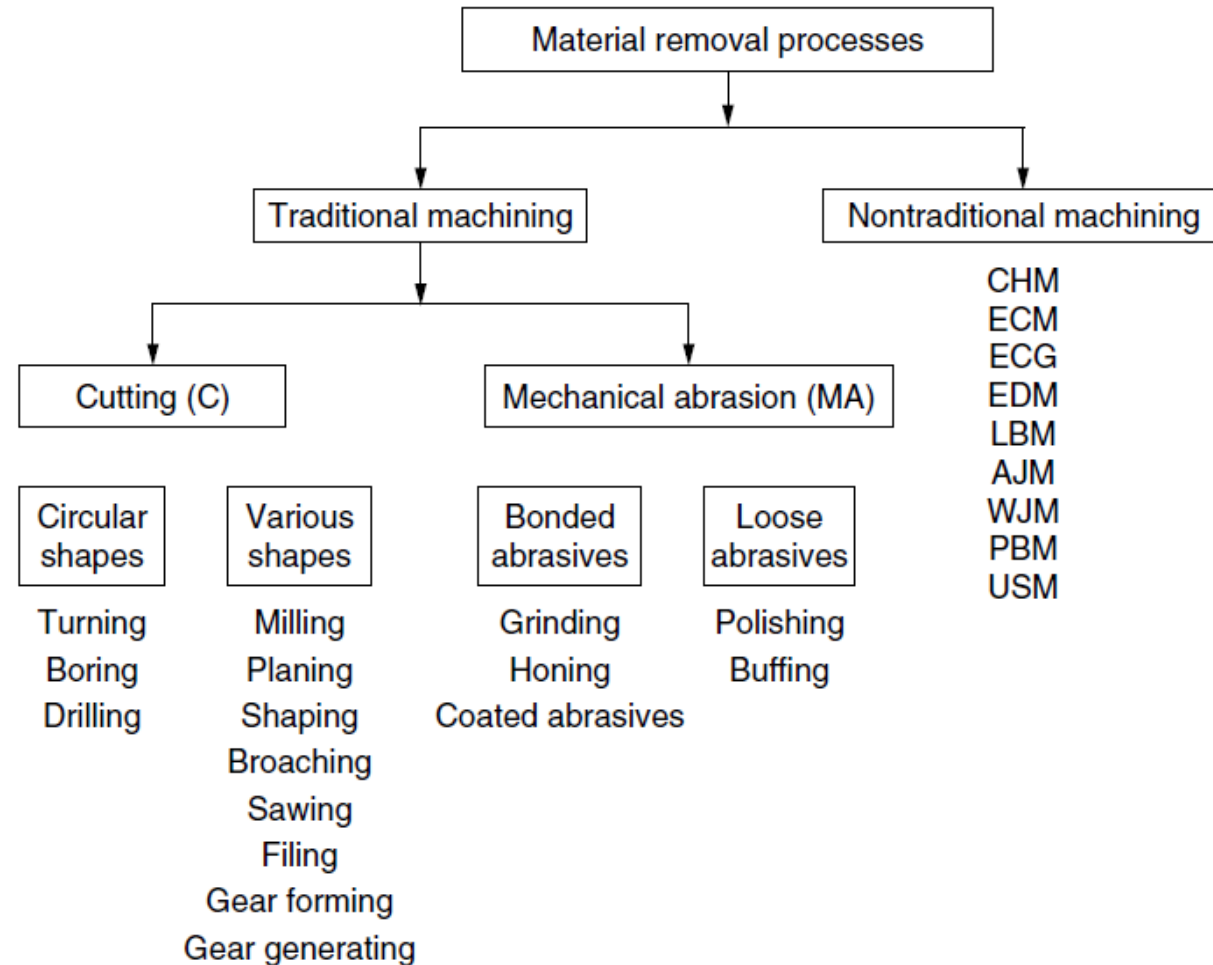 Material removal processes
Traditional machining
Nontraditional machining
CHM
ECM
ECG
EDM
LBM
AJM
WJM
PBM
USM
Cutting (C)
Mechanical abrasion (MA)
Circular
shapes
Turning
Boring
Drilling
Various
shapes
Milling
Planing
Shaping
Broaching
Sawing
Filing
Gear forming
Gear generating
Bonded
abrasives
Grinding
Honing
Coated abrasives
Loose
abrasives
Polishing
Buffing